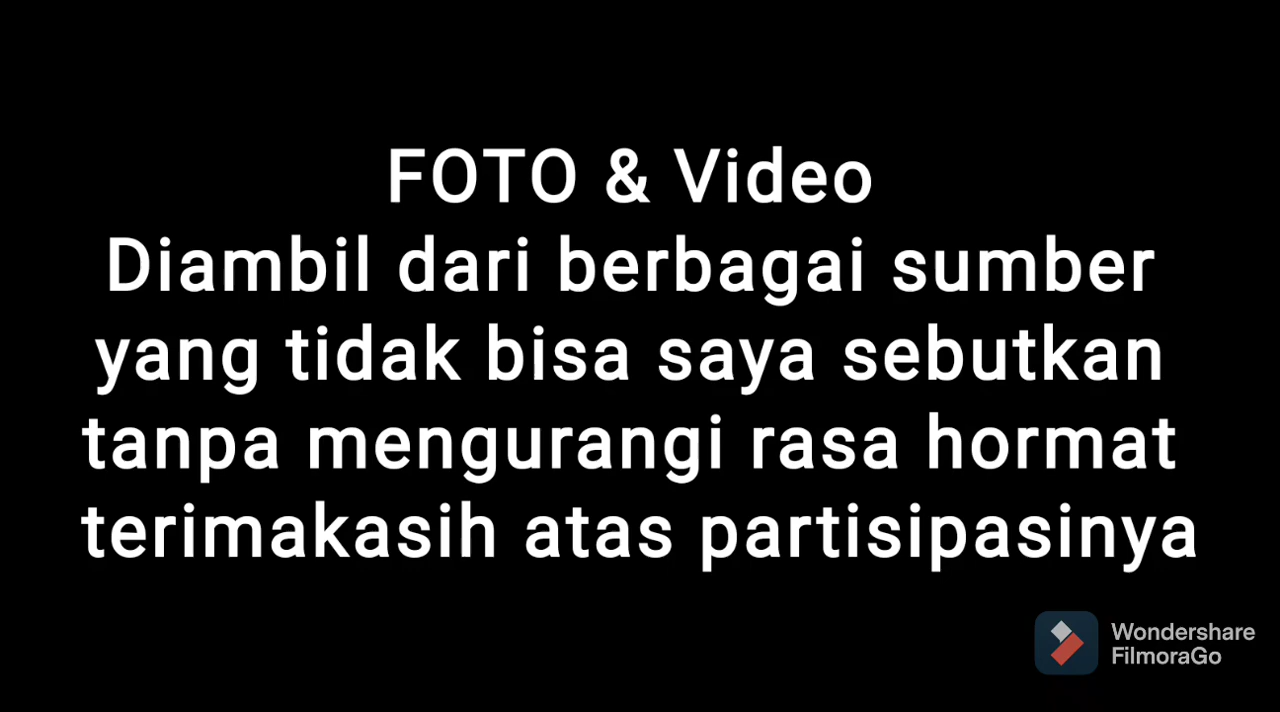 FOTO & Video
Diambil dari berbagai sumber
yang tidak bisa saya sebutkan
tanpa mengurangi rasa hormat
terimakasih atas partisipasinya
Wondershare
FilmoraGo